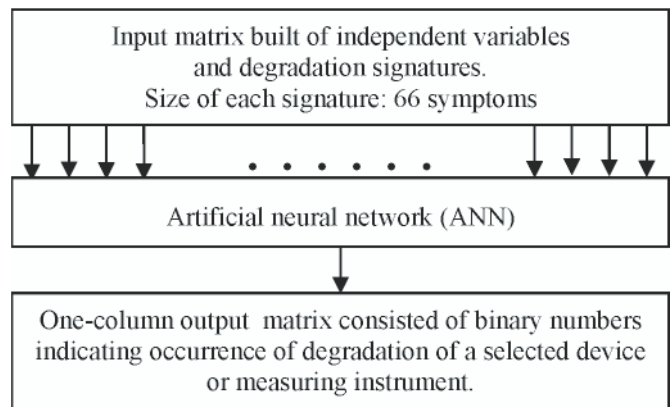 Input matrix built of independent variables
and degradation signatures.
Size of each signature: 66 symptoms
Artificial neural network (ANN)
One-column output matrix consisted of binary numbers
indicating occurrence of degradation of a selected device
or measuring instrument.